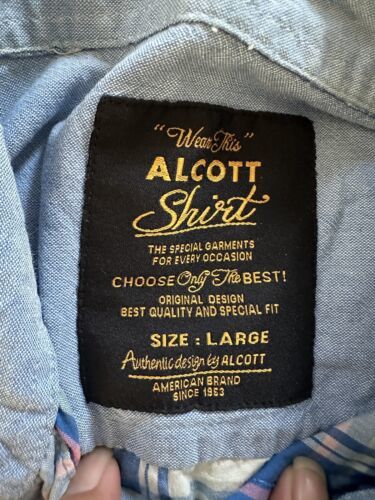 "Wear This"
ALCOTT
Shirt
THE SPECIAL GARMENTS
FOR EVERY OCCASION
CHOOSE Only The BEST!
ORIGINAL DESIGN
BEST QUALITY AND SPECIAL FIT
SIZE : LARGE
Authentic design by ALCOTT
AMERICAN BRAND
SINCE 1953